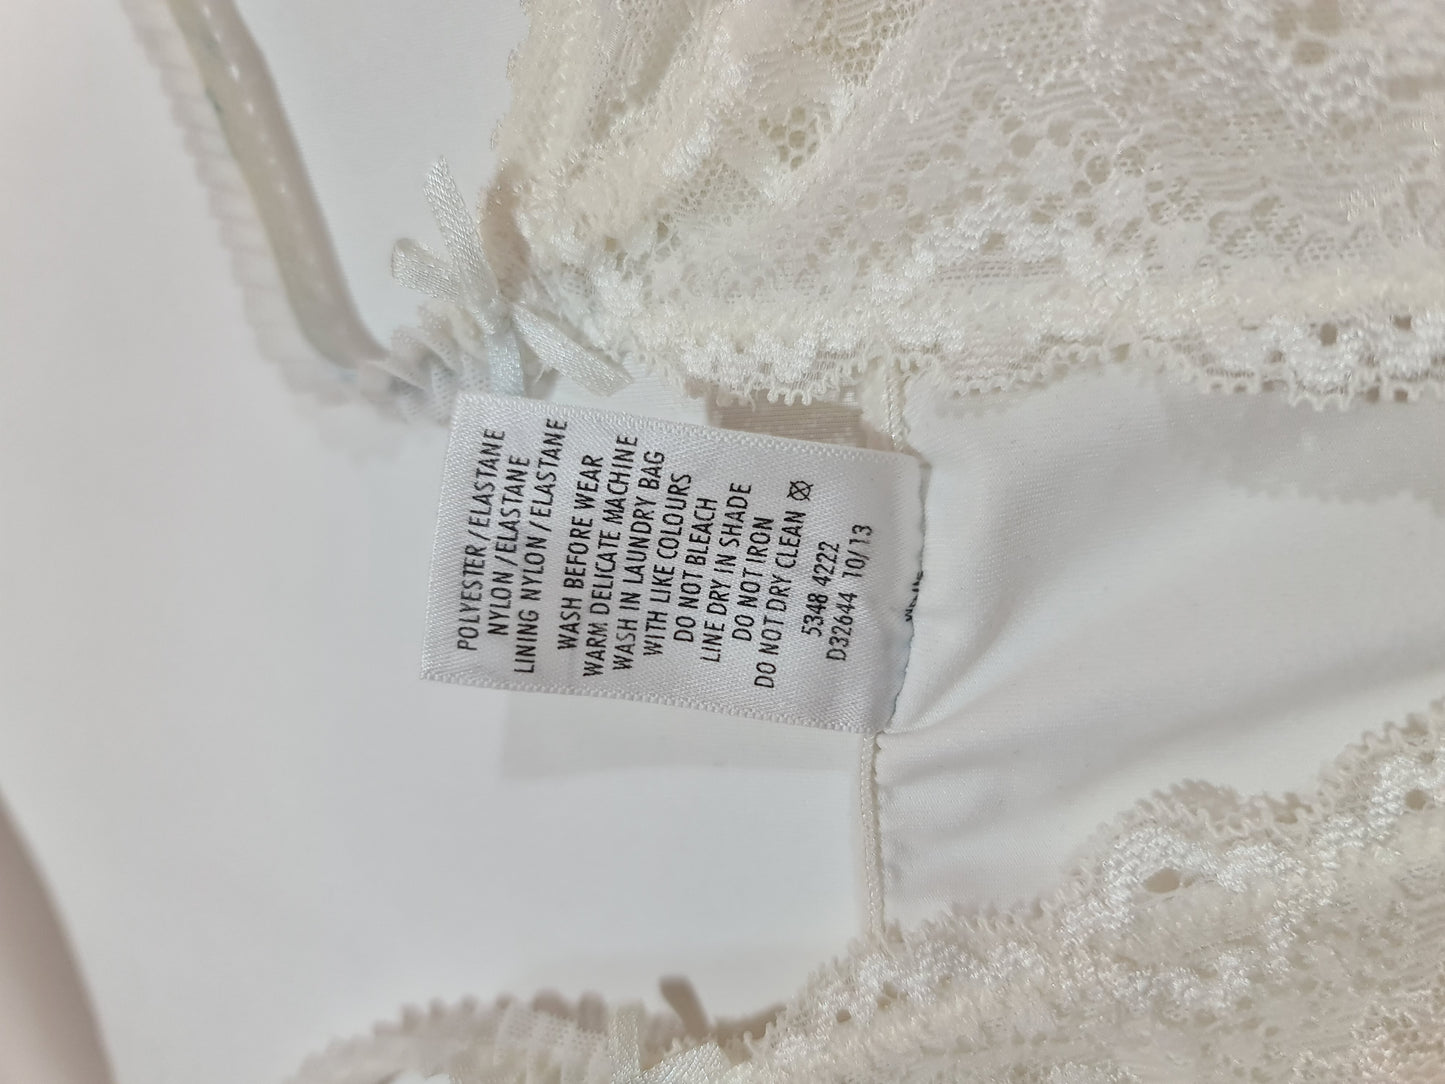 POLYESTER/ELASTANE
NYLON/ELASTANE
LINING NYLON/ELASTANE
WASH BEFORE WEAR
WARM DELICATE MACHINE
WASH IN LAUNDRY BAG
WITH LIKE COLOURS
DO NOT BLEACH
LINE DRY IN SHADE
DO NOT IRON
DO NOT DRY CLEAN
5348 4222
D32644 10/13